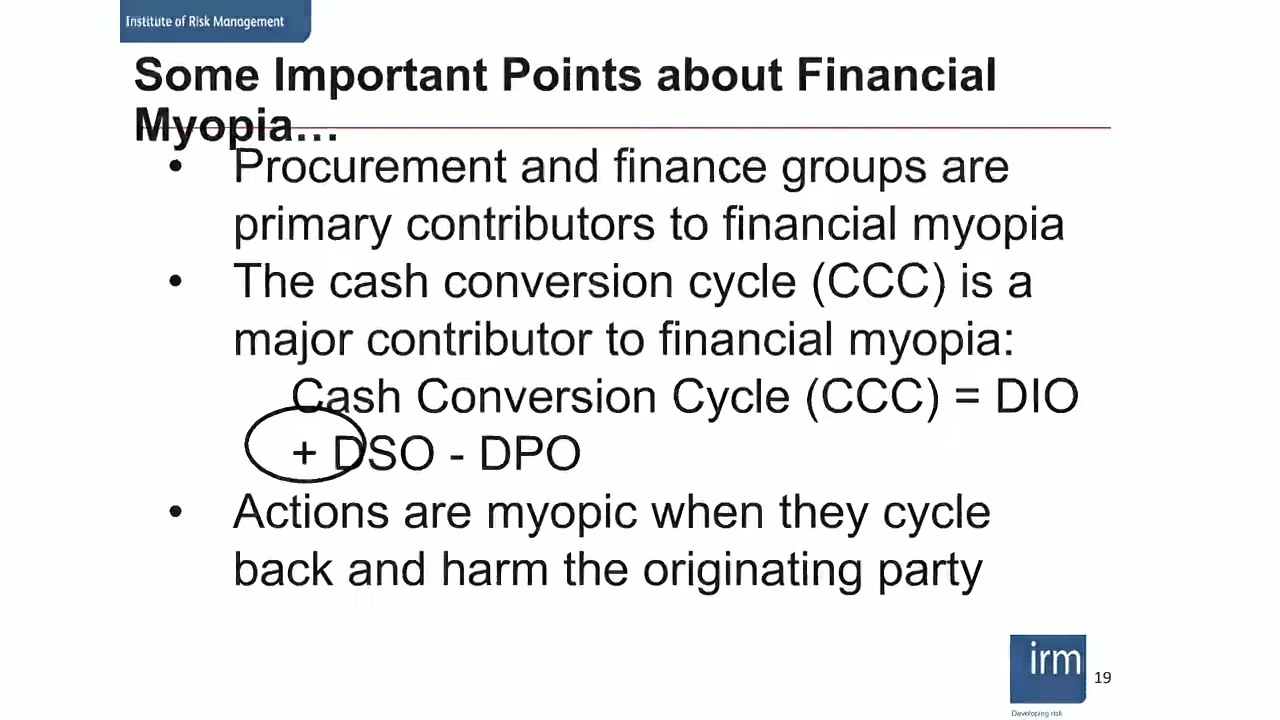 Institute of Risk Management
Some Important Points about Financial
Myopia...
• Procurement and finance groups are
primary contributors to financial myopia
• The cash conversion cycle (CCC) is a
major contributor to financial myopia:
Cash Conversion Cycle (CCC) = DIO
+ DSO - DPO
• Actions are myopic when they cycle
back and harm the originating party
irm
19
Developing risk